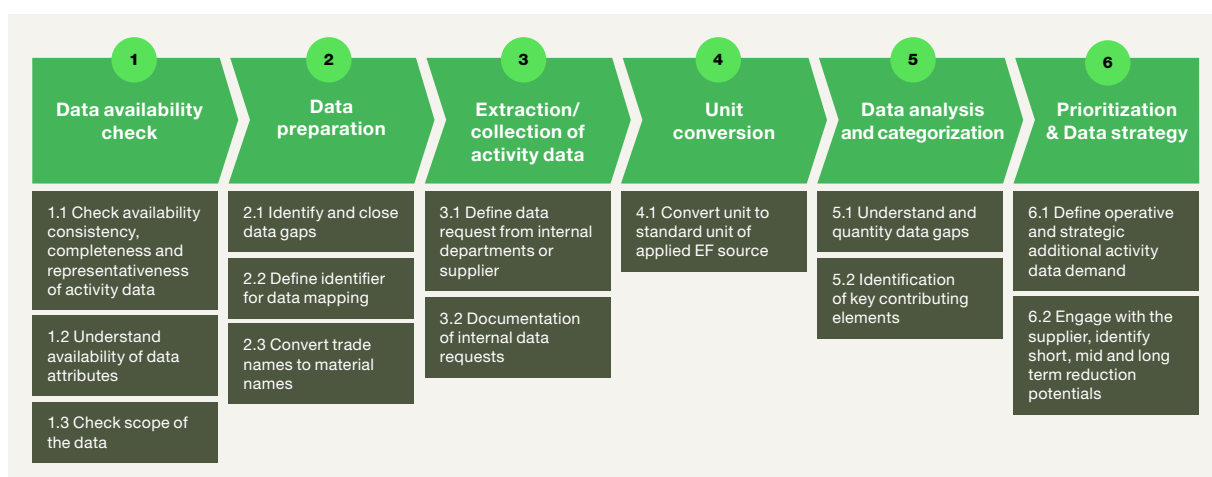 1
Data availability
check
1.1 Check availability
consistency,
completeness and
representativeness
of activity data
1.2 Understand
availability of data
attributes
1.3 Check scope of
the data
2
Data
preparation
2.1 Identify and close
data gaps
2.2 Define identifier
for data mapping
2.3 Convert trade
names to material
names
3
Extraction/
collection of
activity data
3.1 Define data
request from internal
departments or
supplier
3.2 Documentation
of internal data
requests
4
Unit
conversion
4.1 Convert unit to
standard unit of
applied EF source
5
Data analysis
and categorization
5.1 Understand and
quantity data gaps
5.2 Identification
of key contributing
elements
6
Prioritization
& Data strategy
6.1 Define operative
and strategic
additional activity
data demand
6.2 Engage with the
supplier, identify
short, mid and long
term reduction
potentials